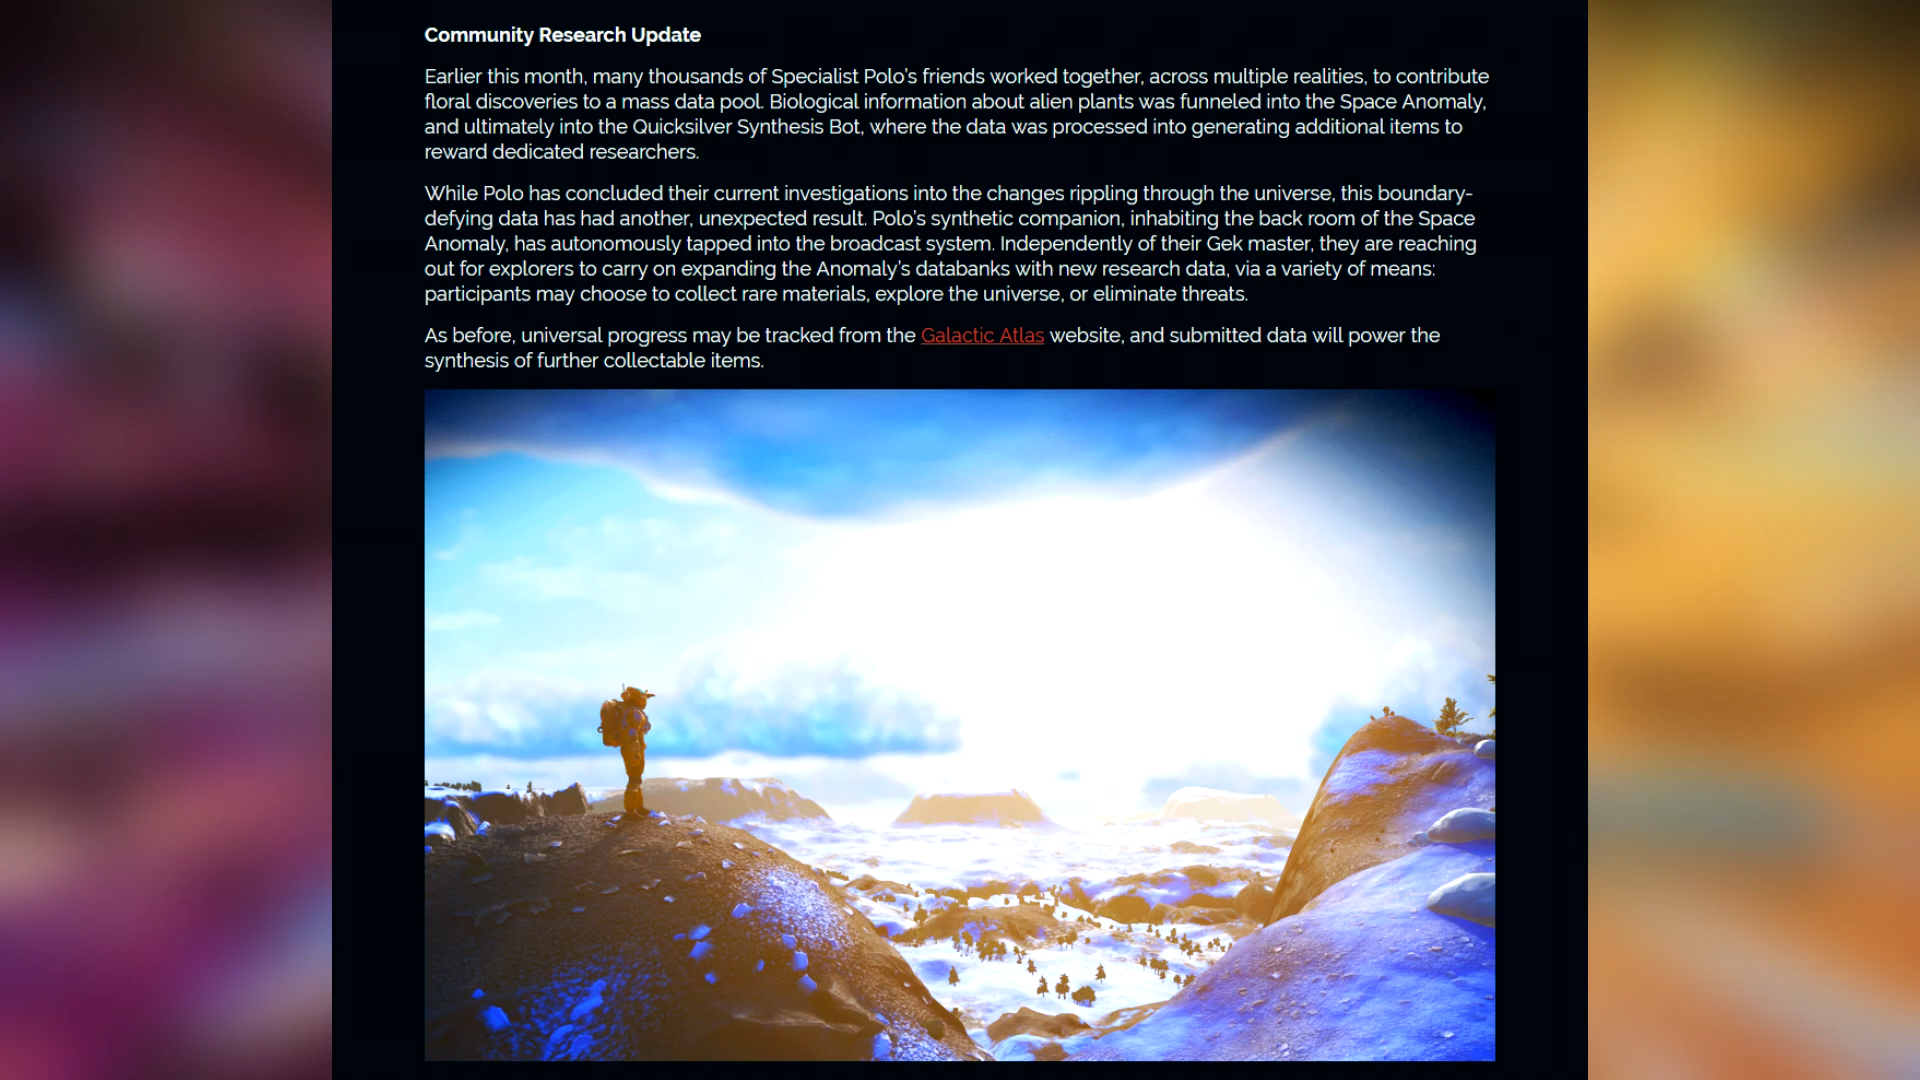 Community Research Update
Earlier this month, many thousands of Specialist Polo's friends worked together, across multiple realities, to contribute
floral discoveries to a mass data pool. Biological information about alien plants was funneled into the Space Anomaly,
and ultimately into the Quicksilver Synthesis Bot, where the data was processed into generating additional items to
reward dedicated researchers.
While Polo has concluded their current investigations into the changes rippling through the universe, this boundary-
defying data has had another, unexpected result. Polo's synthetic companion, inhabiting the back room of the Space
Anomaly, has autonomously tapped into the broadcast system. Independently of their Gek master, they are reaching
out for explorers to carry on expanding the Anomaly's databanks with new research data, via a variety of means:
participants may choose to collect rare materials, explore the universe, or eliminate threats.
As before, universal progress may be tracked from the Galactic Atlas website, and submitted data will power the
synthesis of further collectable items.